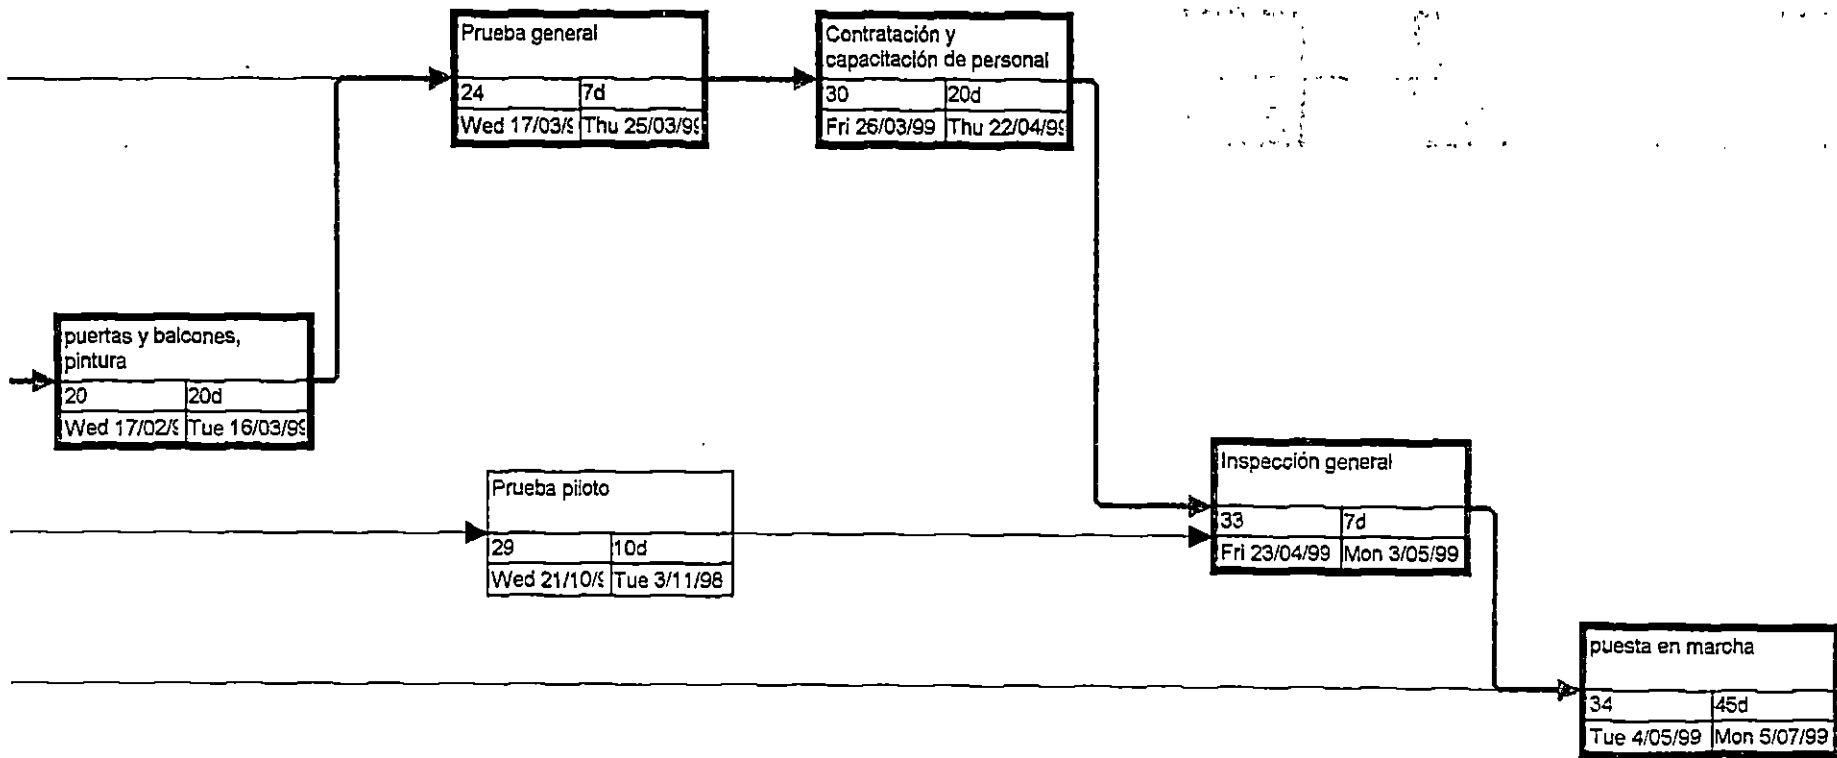 Prueba general
24 7d
Wed 17/03/9 Thu 25/03/99
Contratación y
capacitación de personal
30 20d
Fri 26/03/99 Thu 22/04/99
puertas y balcones,
pintura
20 20d
Wed 17/02/9 Tue 16/03/99
Prueba piloto
29 10d
Wed 21/10/9 Tue 3/11/98
Inspección general
33 7d
Fri 23/04/99 Mon 3/05/99
puesta en marcha
34 45d
Tue 4/05/99 Mon 5/07/99